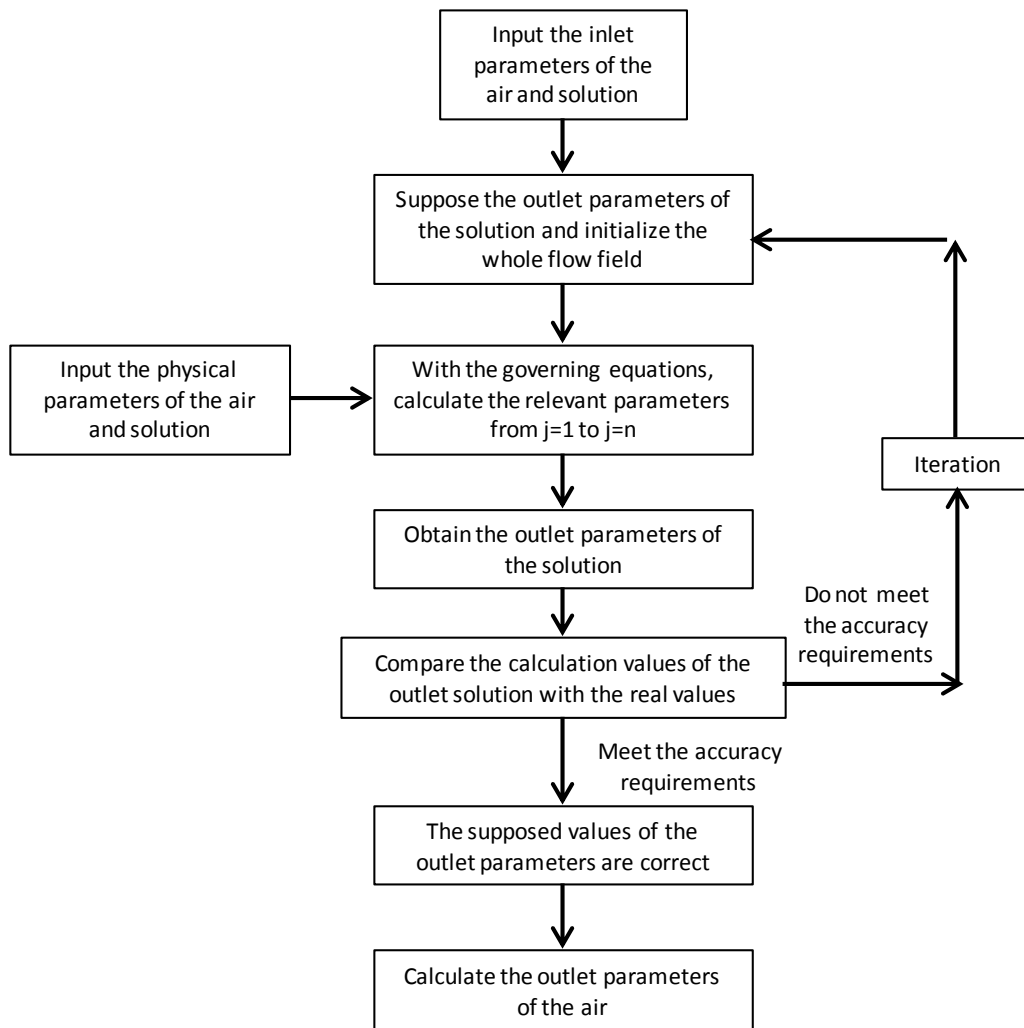 Input the inlet
parameters of the
air and solution
Suppose the outlet parameters of
the solution and initialize the
whole flow field
Input the physical
parameters of the air
and solution
With the governing equations,
calculate the relevant parameters
from j=1 to j=n
Iteration
Obtain the outlet parameters of
the solution
Do not meet
the accuracy
requirements
Compare the calculation values of the
outlet solution with the real values
Meet the accuracy
requirements
The supposed values of the
outlet parameters are correct
Calculate the outlet parameters
of the air